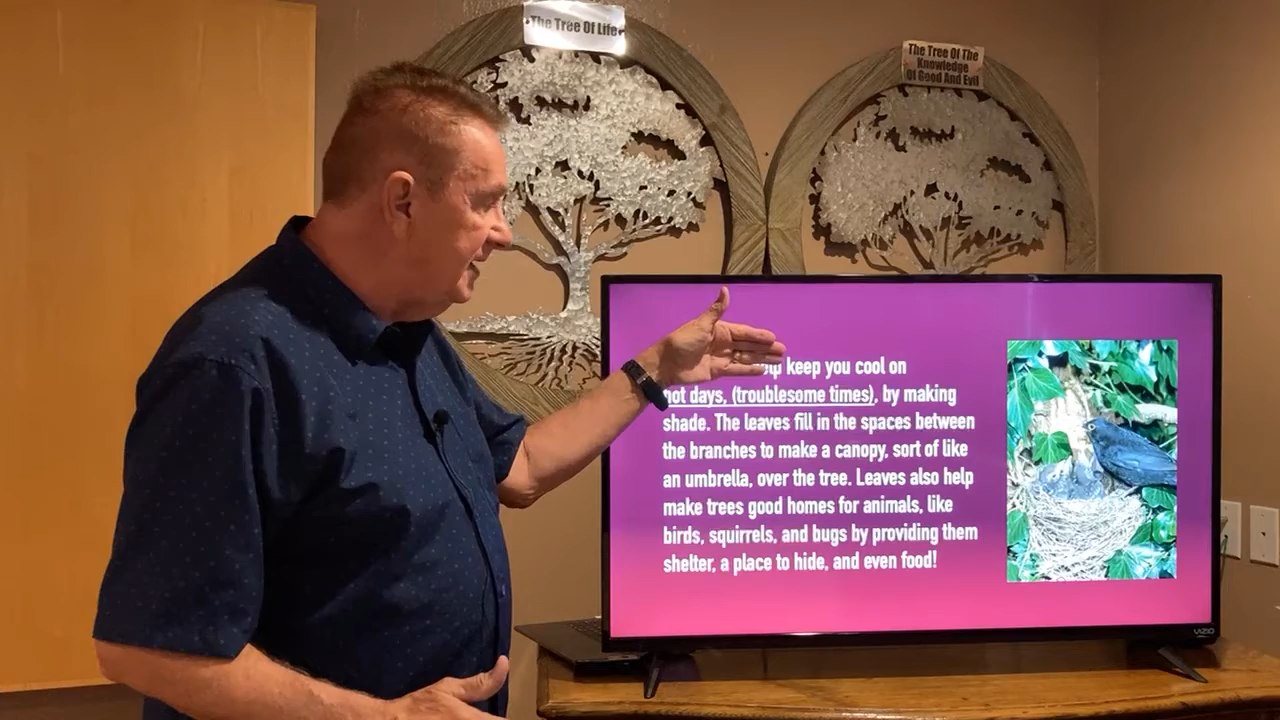 The Tree Of Life
The Tree Of The
Knowledge
Of Good And Evil
keep you cool on
hot days, (troublesome times), by making
shade. The leaves fill in the spaces between
the branches to make a canopy, sort of like
an umbrella, over the tree. Leaves also help
make trees good homes for animals, like
birds, squirrels, and bugs by providing them
shelter, a place to hide, and even food!
VIZIO